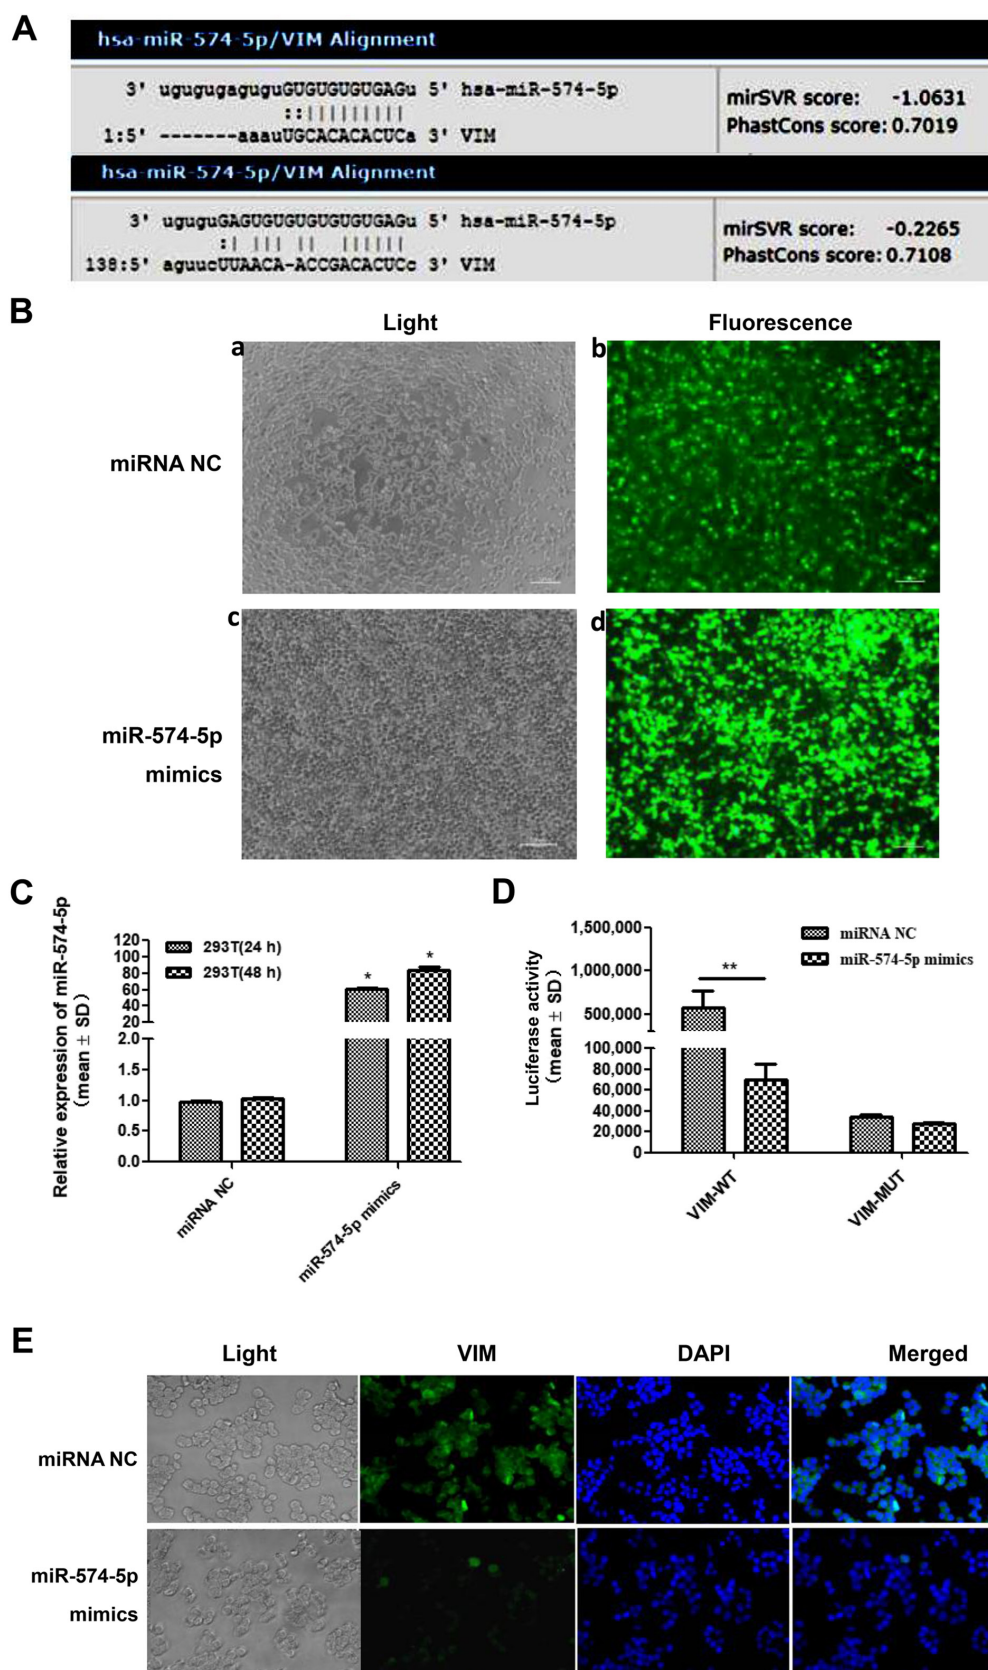 A
hsa-miR-574-5p/VIM Alignment
3' ugugugaguguGUGUGUGUGAGu 5' hsa-miR-574-5p
::|||||||||
1:5' -------aaauUGCACACACUCa 3' VIM
mirSVR score: -1.0631
PhastCons score: 0.7019
hsa-miR-574-5p/VIM Alignment
3' uguguGAGUGUGUGUGUGUGAGu 5' hsa-miR-574-5p
:| ||| || ||||||
138:5' aguucUUAACA-ACCGACACUCc 3' VIM
mirSVR score: -0.2265
PhastCons score: 0.7108
B
Light
Fluorescence
a
b
miRNA NC
c
d
miR-574-5p
mimics
C
Relative expression of miR-574-5p
(mean ± SD)
293T(24 h)
293T(48 h)
120
100
80
60
40
20
2.0
1.5
1.0
0.5
0.0
*
*
miRNA NC
miR-574-5p mimics
D
Luciferase activity
(mean ± SD)
1,500,000
1,000,000
500,000
100,000
80,000
60,000
40,000
20,000
0
miRNA NC
miR-574-5p mimics
**
VIM-WT
VIM-MUT
E
Light
VIM
DAPI
Merged
miRNA NC
miR-574-5p
mimics